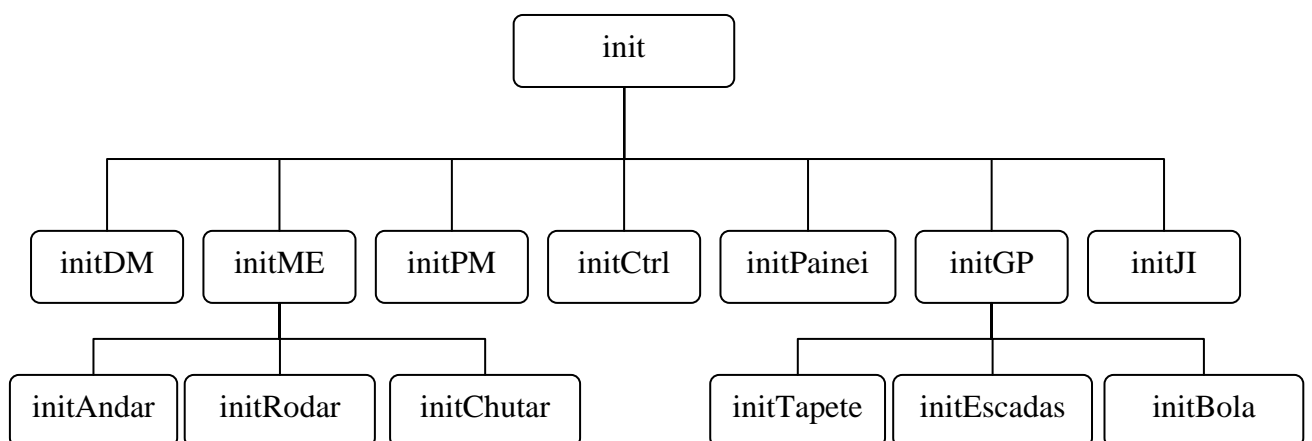 init
initDM
initME
initPM
initCtrl
initPainei
initGP
initJI
initAndar
initRodar
initChutar
initTapete
initEscadas
initBola